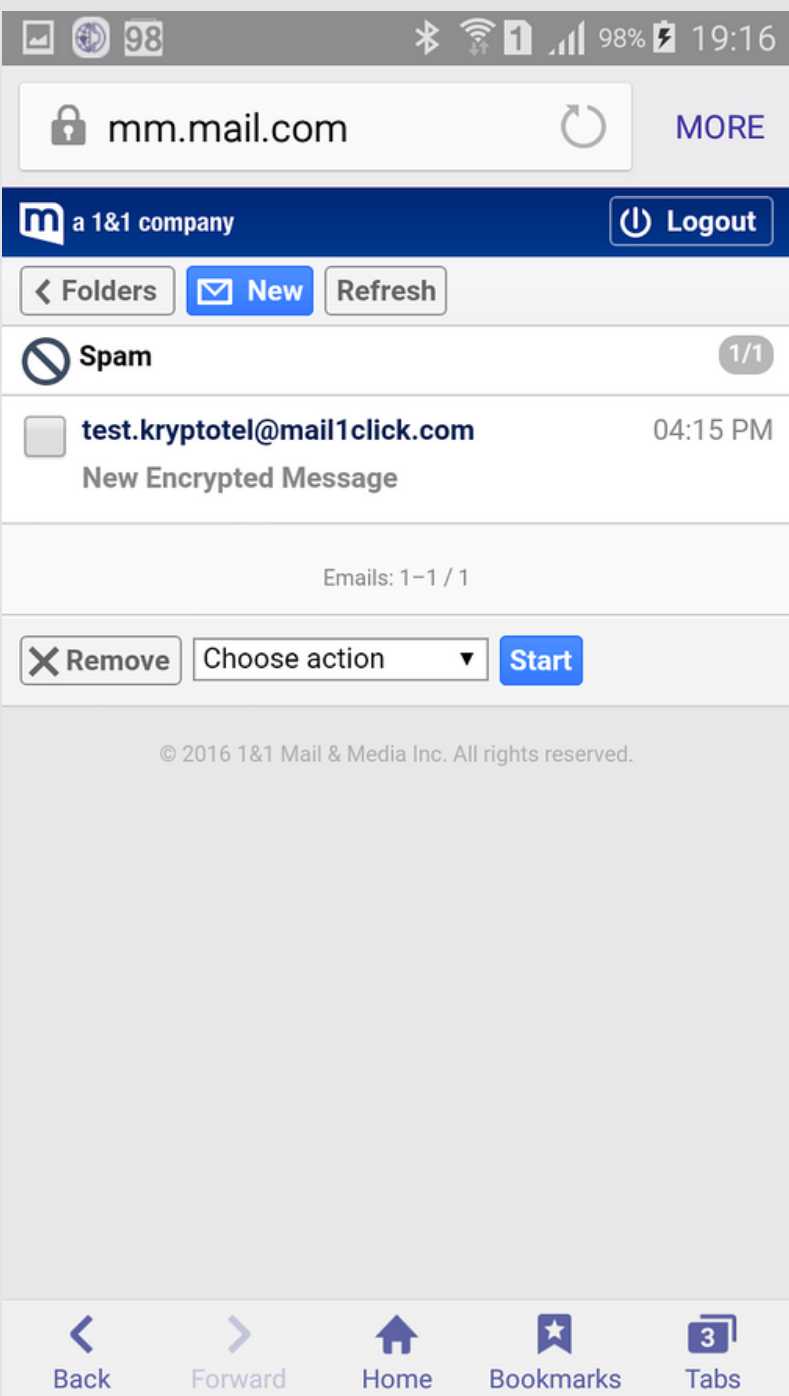 98 1 98% 19:16
mm.mail.com MORE
m a 1&1 company Logout
Folders New Refresh
Spam 1/1
test.kryptotel@mail1click.com 04:15 PM
New Encrypted Message
Emails: 1–1 / 1
Remove Choose action Start
© 2016 1&1 Mail & Media Inc. All rights reserved.
3
Back Forward Home Bookmarks Tabs